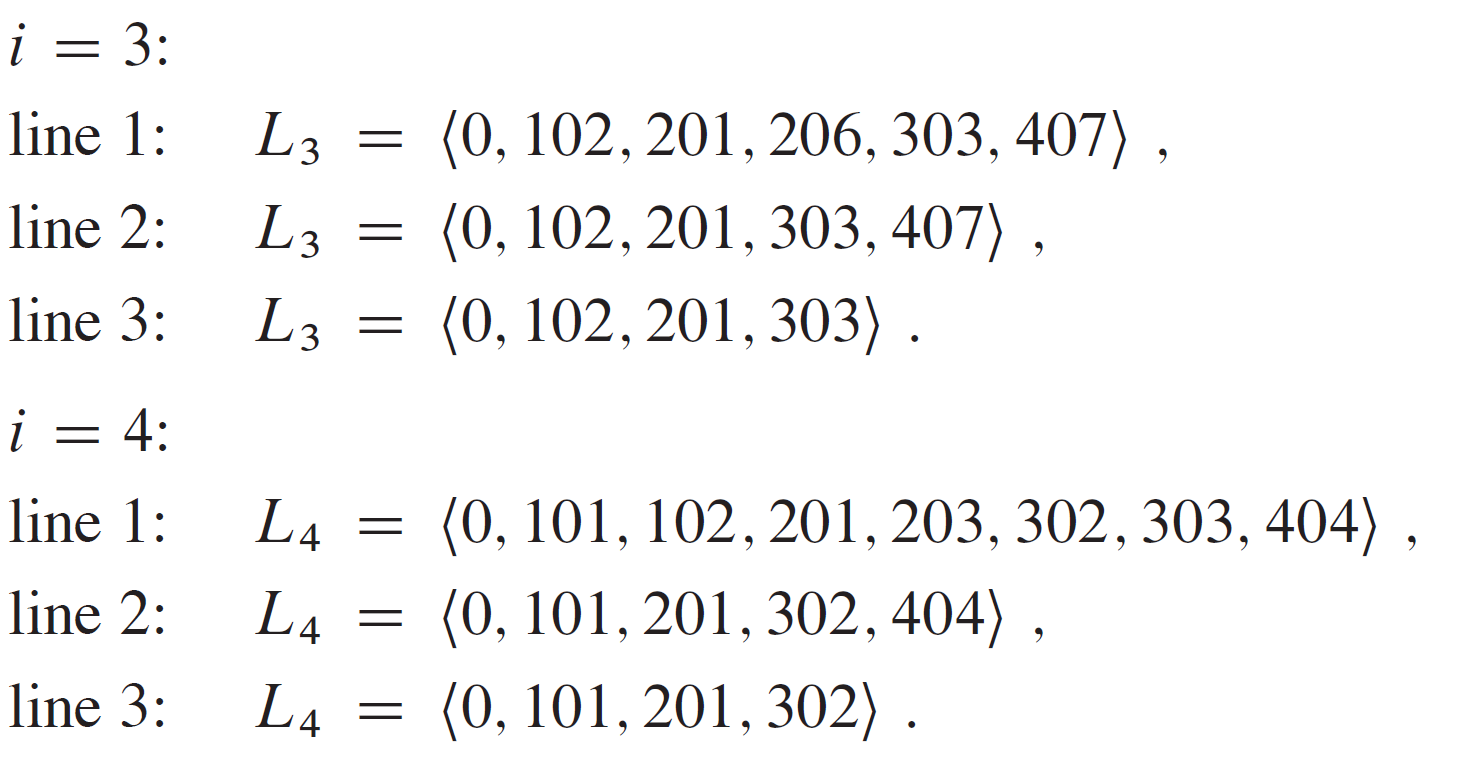 i = 3:
line 1: L₃ = ⟨0, 102, 201, 206, 303, 407⟩ ,
line 2: L₃ = ⟨0, 102, 201, 303, 407⟩ ,
line 3: L₃ = ⟨0, 102, 201, 303⟩ .
i = 4:
line 1: L₄ = ⟨0, 101, 102, 201, 203, 302, 303, 404⟩ ,
line 2: L₄ = ⟨0, 101, 201, 302, 404⟩ ,
line 3: L₄ = ⟨0, 101, 201, 302⟩ .